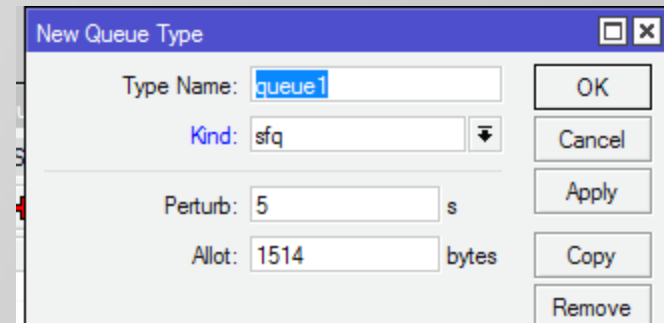 New Queue Type
Type Name: queue1
OK
Kind: sfq
Cancel
Perturb: 5 s
Apply
Allot: 1514 bytes
Copy
Remove